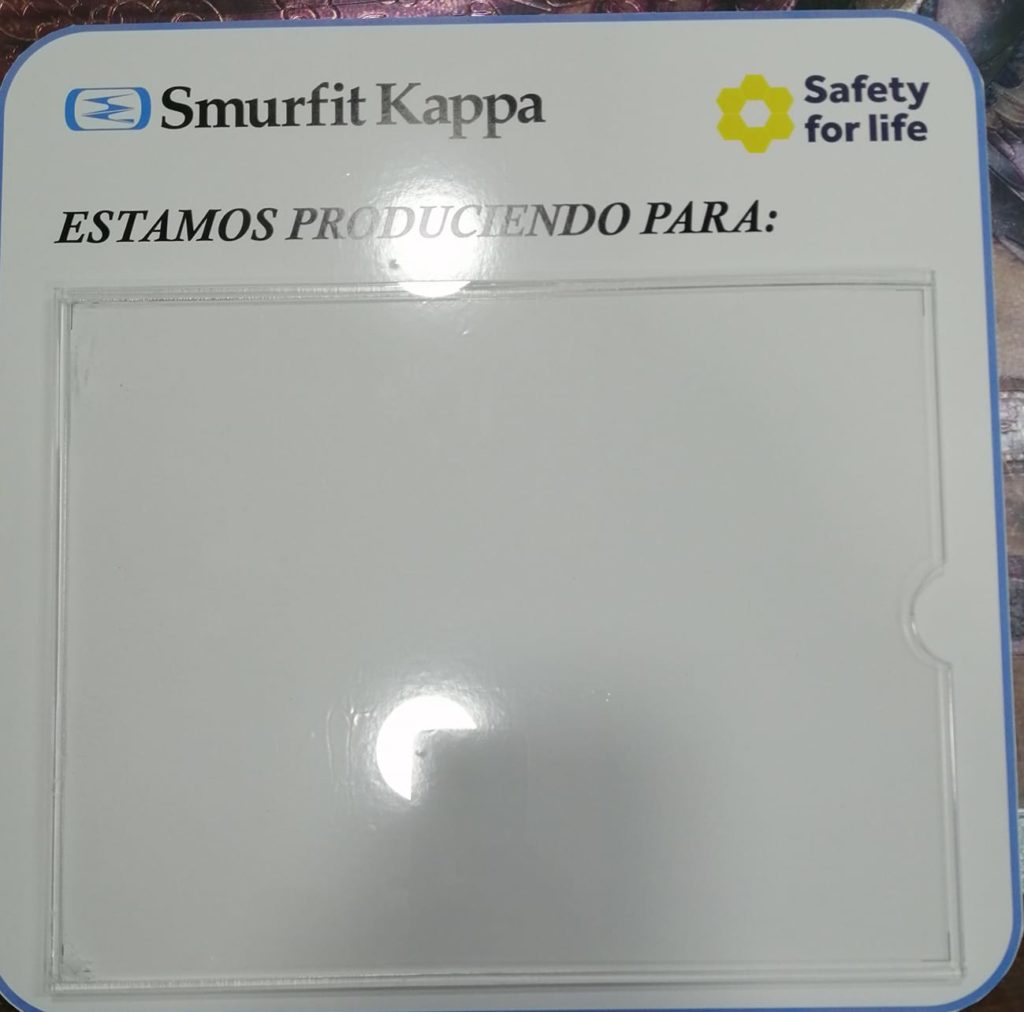 Smurfit Kappa
Safety
for life
ESTAMOS PRODUCIENDO PARA: